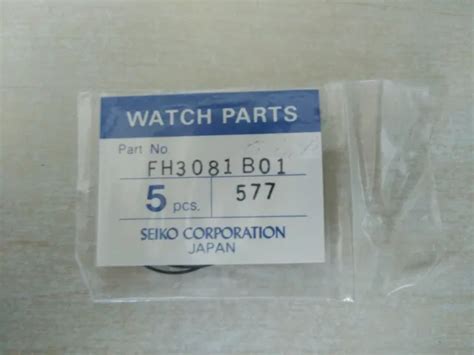 WATCH PARTS
Part No.
FH3081B01
5 pcs. 577
SEIKO CORPORATION
JAPAN